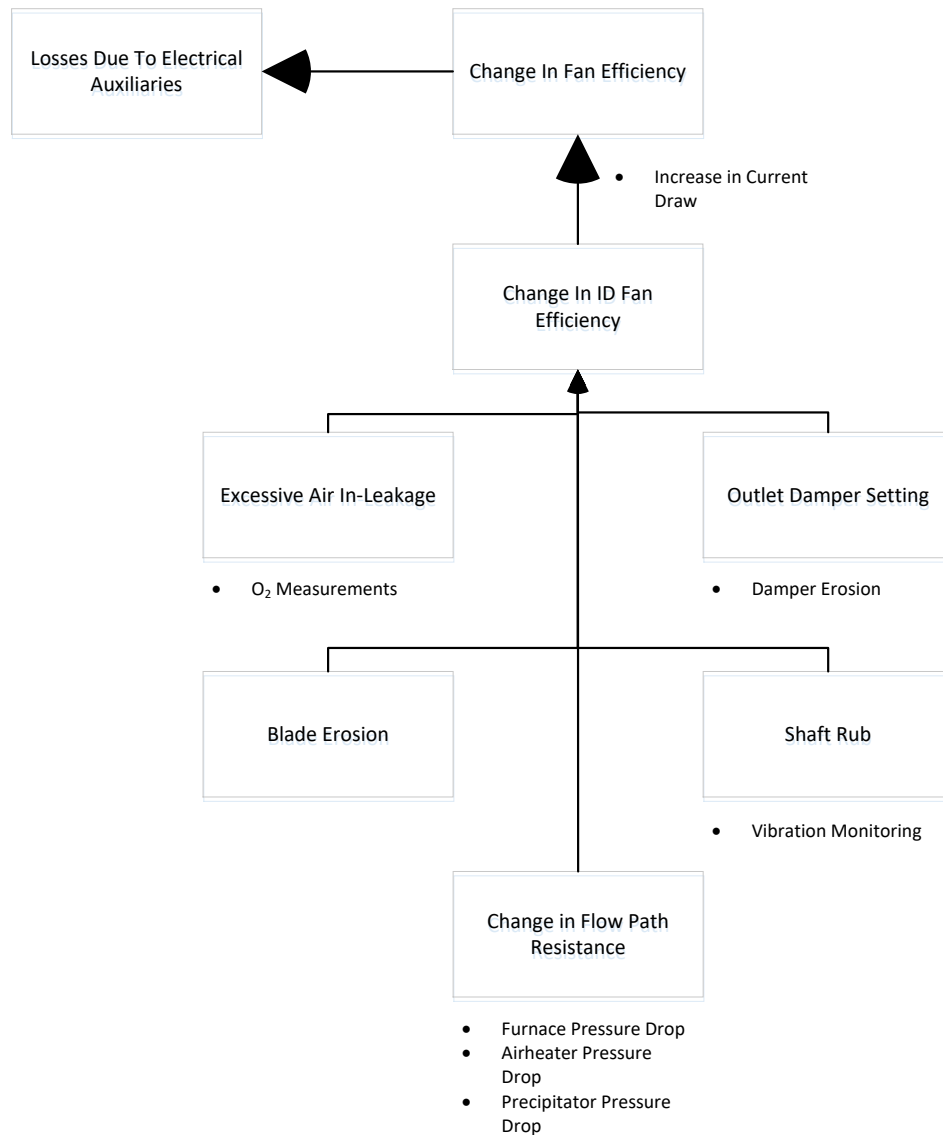 Losses Due To Electrical
Auxiliaries
Change In Fan Efficiency
• Increase in Current
Draw
Change In ID Fan
Efficiency
Excessive Air In-Leakage
Outlet Damper Setting
• O₂ Measurements
• Damper Erosion
Blade Erosion
Shaft Rub
• Vibration Monitoring
Change in Flow Path
Resistance
• Furnace Pressure Drop
• Airheater Pressure
Drop
• Precipitator Pressure
Drop